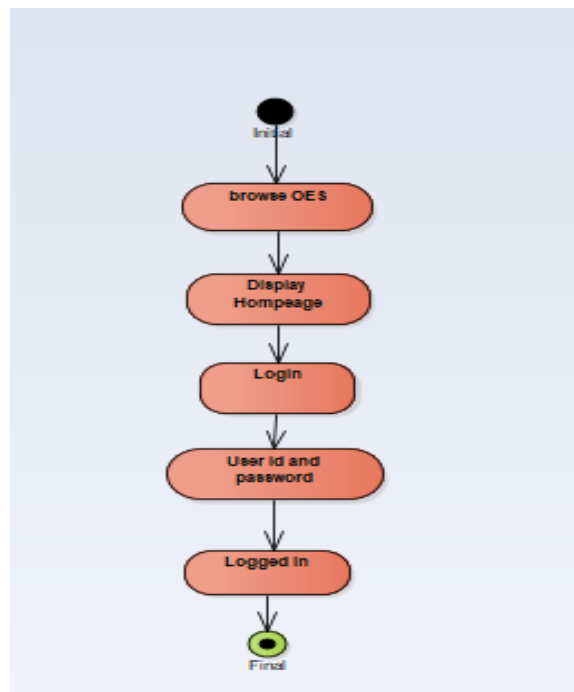 Initial
browse OES
Display
Hompeage
Login
User id and
password
Logged in
Final